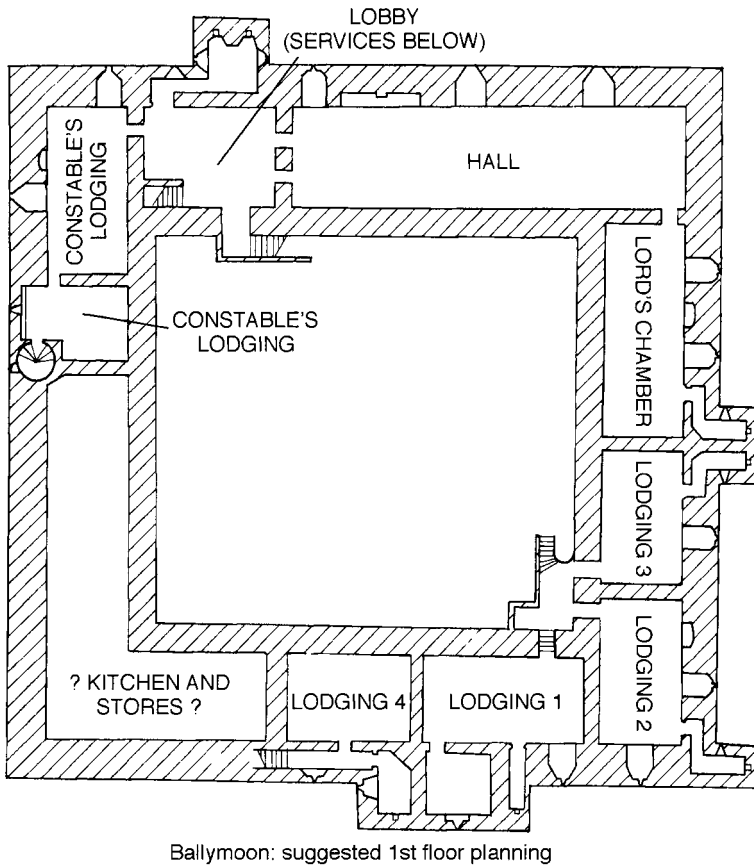 LOBBY
(SERVICES BELOW)
CONSTABLE'S
LODGING
HALL
LORD'S CHAMBER
CONSTABLE'S
LODGING
LODGING 3
LODGING 2
? KITCHEN AND
STORES ?
LODGING 4
LODGING 1
Ballymoon: suggested 1st floor planning